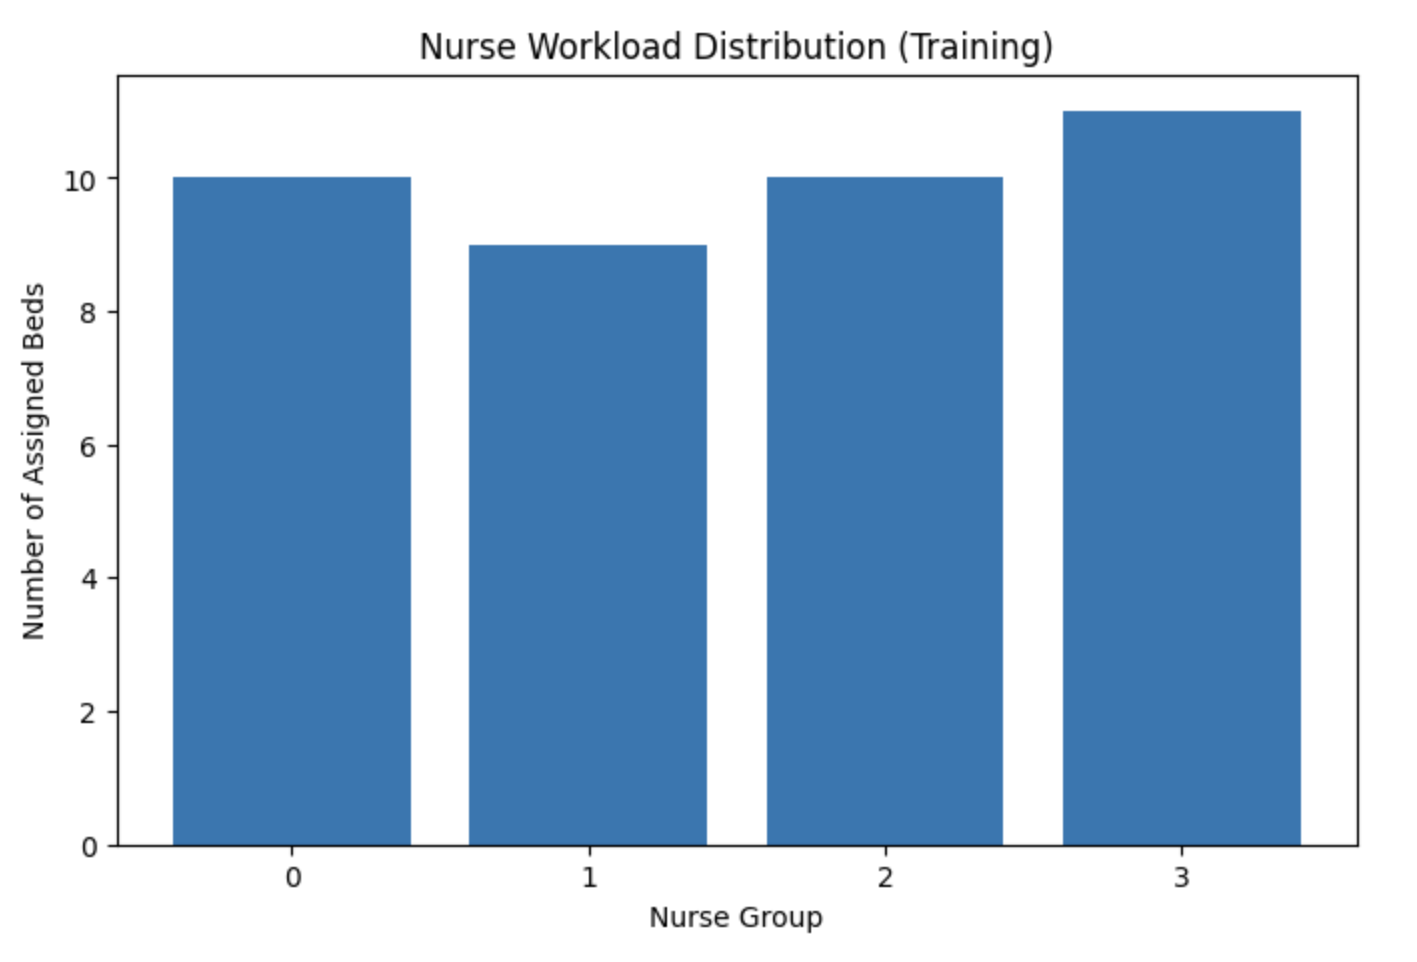 Nurse Workload Distribution (Training)
Number of Assigned Beds
10
8
6
4
2
0
0 1 2 3
Nurse Group